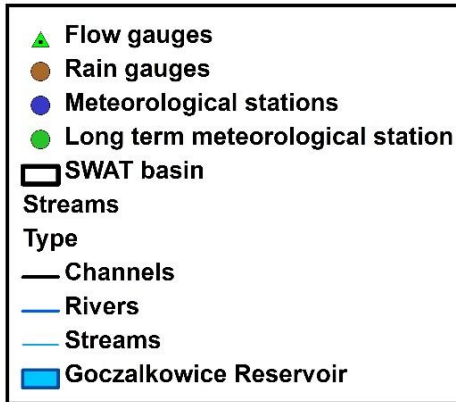 Flow gauges
Rain gauges
Meteorological stations
Long term meteorological station
SWAT basin
Streams
Type
Channels
Rivers
Streams
Goczalkowice Reservoir